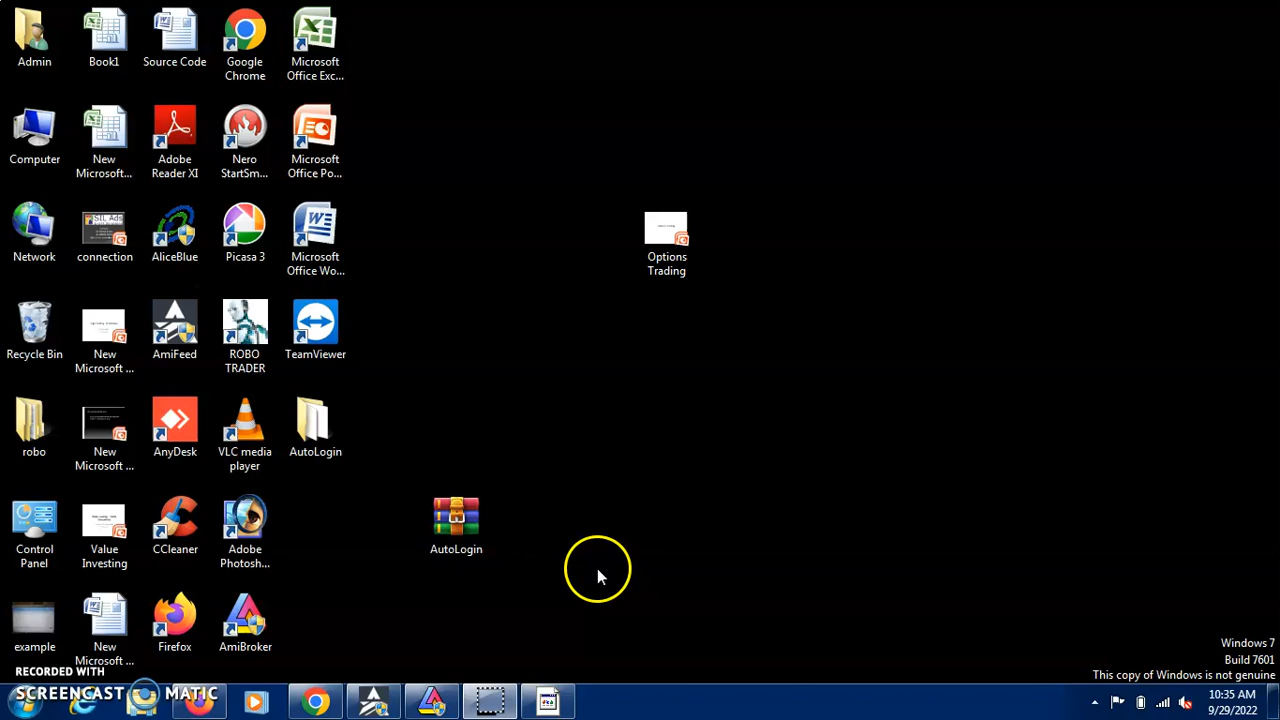 Admin
Book1
Source Code
Google
Chrome
Microsoft
Office Exc...
Computer
New
Microsoft...
Adobe
Reader XI
Nero
StartSm...
Microsoft
Office Po...
Network
connection
AliceBlue
Picasa 3
Microsoft
Office Wo...
Options
Trading
Recycle Bin
New
Microsoft ...
AmiFeed
ROBO
TRADER
TeamViewer
robo
New
Microsoft ...
AnyDesk
VLC media
player
AutoLogin
Control
Panel
Value
Investing
CCleaner
Adobe
Photosh...
AutoLogin
example
New
Microsoft ...
Firefox
AmiBroker
Windows 7
Build 7601
This copy of Windows is not genuine
RECORDED WITH
SCREENCAST MATIC
10:35 AM
9/29/2022